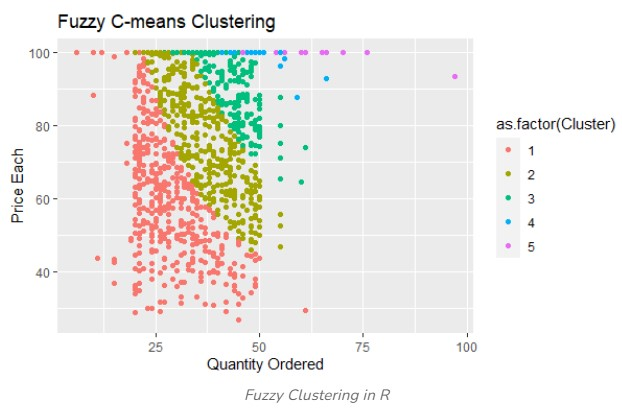 Fuzzy C-means Clustering
100
80
60
40
Price Each
25
50
75
100
Quantity Ordered
as.factor(Cluster)
1
2
3
4
5
Fuzzy Clustering in R